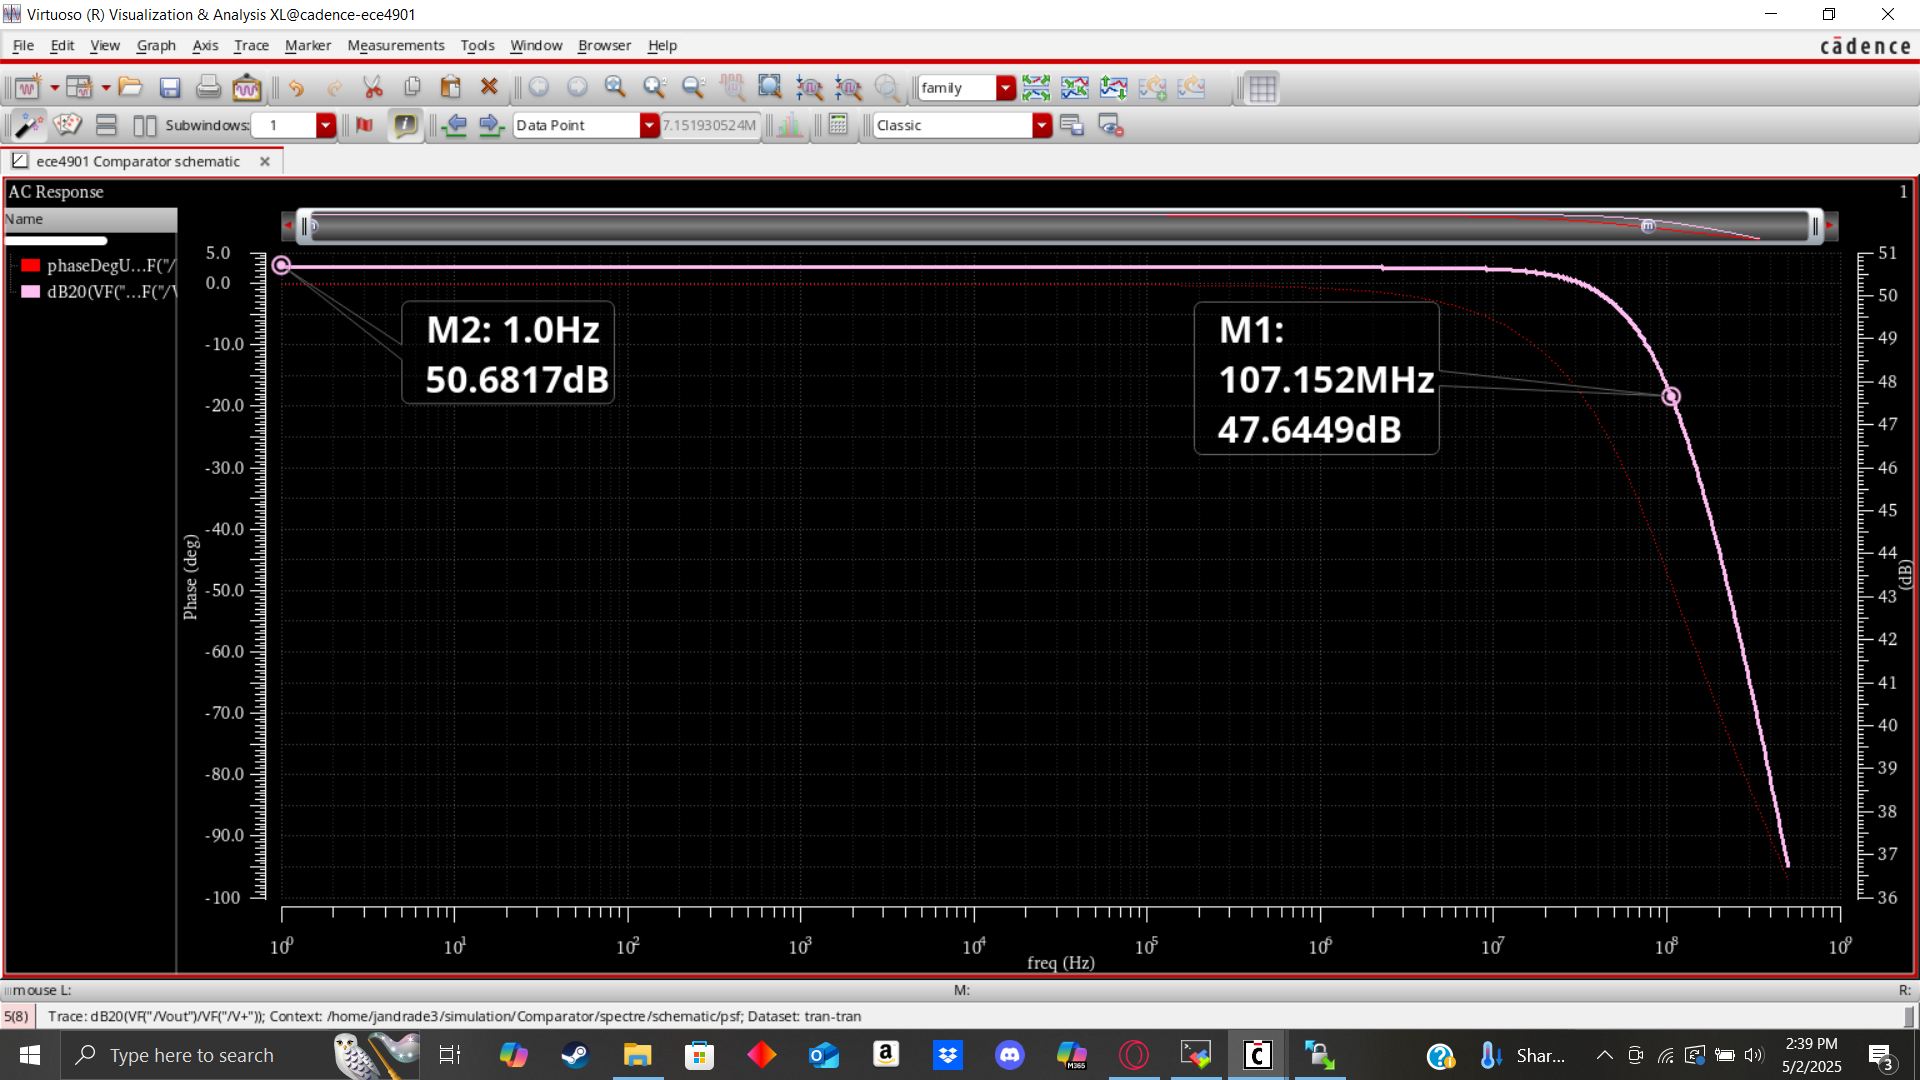 Virtuoso (R) Visualization & Analysis XL@cadence-ece4901
File Edit View Graph Axis Trace Marker Measurements Tools Window Browser Help
cādence
family
Subwindows: 1
Data Point
7.151930524M
Classic
ece4901 Comparator schematic
AC Response
1
Name
phaseDegU...F("/
dB20(VF("...F("/V
5.0
0.0
-10.0
-20.0
-30.0
-40.0
-50.0
-60.0
-70.0
-80.0
-90.0
-100
Phase (deg)
M2: 1.0Hz
50.6817dB
M1:
107.152MHz
47.6449dB
51
50
49
48
47
46
45
44
43
42
41
40
39
38
37
36
(dB)
10⁰ 10¹ 10² 10³ 10⁴ 10⁵ 10⁶ 10⁷ 10⁸ 10⁹
freq (Hz)
mouse L: M: R:
5(8) Trace: dB20(VF("/Vout")/VF("/V+")); Context: /home/jandrade3/simulation/Comparator/spectre/schematic/psf; Dataset: tran-tran
Type here to search
M365
Shar...
2:39 PM
5/2/2025
3